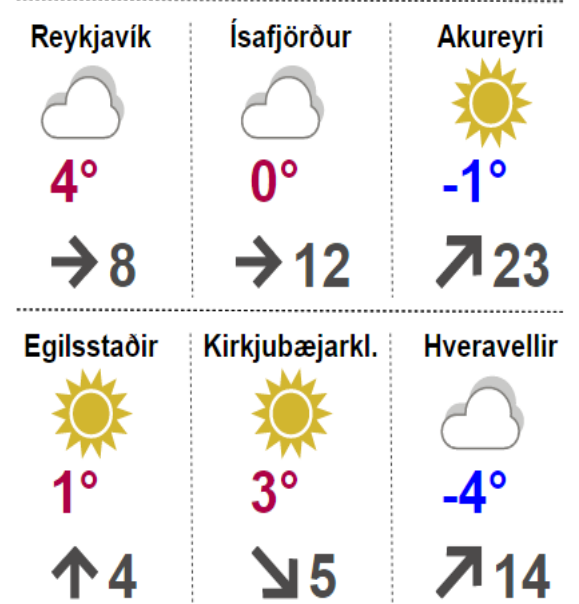 Reykjavík Ísafjörður Akureyri
4° 0° -1°
→ 8 → 12 ↗ 23
Egilsstaðir Kirkjubæjarkl. Hveravellir
1° 3° -4°
↑ 4 ↘ 5 ↗ 14